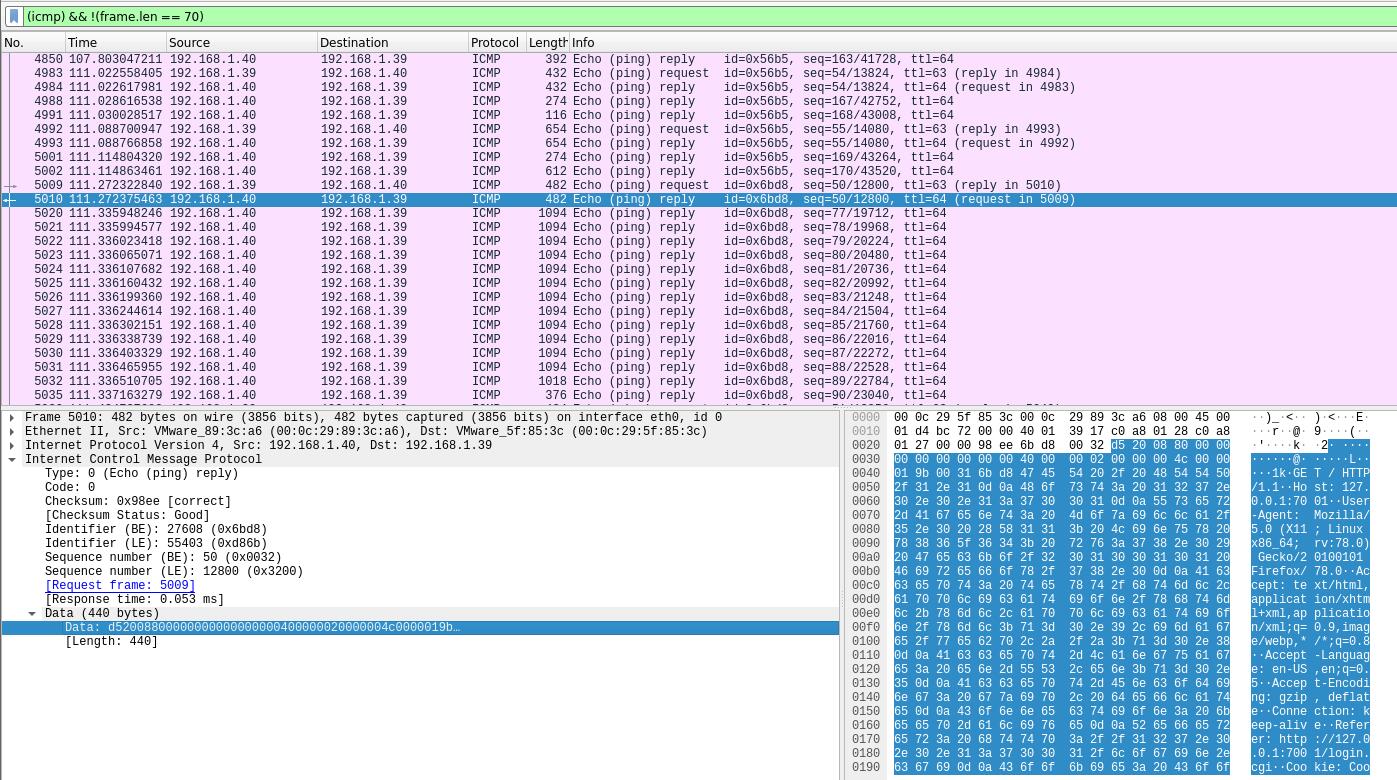 (icmp) && !(frame.len == 70)
No. Time Source Destination Protocol Length Info
4850 107.803047211 192.168.1.40 192.168.1.39 ICMP 392 Echo (ping) reply id=0x56b5, seq=163/41728, ttl=64
4983 111.022558405 192.168.1.39 192.168.1.40 ICMP 432 Echo (ping) request id=0x56b5, seq=54/13824, ttl=63 (reply in 4984)
4984 111.022617981 192.168.1.40 192.168.1.39 ICMP 432 Echo (ping) reply id=0x56b5, seq=54/13824, ttl=64 (request in 4983)
4988 111.028616538 192.168.1.40 192.168.1.39 ICMP 274 Echo (ping) reply id=0x56b5, seq=167/42752, ttl=64
4991 111.030028517 192.168.1.40 192.168.1.39 ICMP 116 Echo (ping) reply id=0x56b5, seq=168/43008, ttl=64
4992 111.088700947 192.168.1.39 192.168.1.40 ICMP 654 Echo (ping) request id=0x56b5, seq=55/14080, ttl=63 (reply in 4993)
4993 111.088766858 192.168.1.40 192.168.1.39 ICMP 654 Echo (ping) reply id=0x56b5, seq=55/14080, ttl=64 (request in 4992)
5001 111.114804320 192.168.1.40 192.168.1.39 ICMP 274 Echo (ping) reply id=0x56b5, seq=169/43264, ttl=64
5002 111.114863461 192.168.1.40 192.168.1.39 ICMP 612 Echo (ping) reply id=0x56b5, seq=170/43520, ttl=64
5009 111.272322840 192.168.1.39 192.168.1.40 ICMP 482 Echo (ping) request id=0x6bd8, seq=50/12800, ttl=63 (reply in 5010)
5010 111.272375463 192.168.1.40 192.168.1.39 ICMP 482 Echo (ping) reply id=0x6bd8, seq=50/12800, ttl=64 (request in 5009)
5020 111.335948246 192.168.1.40 192.168.1.39 ICMP 1094 Echo (ping) reply id=0x6bd8, seq=77/19712, ttl=64
5021 111.335994577 192.168.1.40 192.168.1.39 ICMP 1094 Echo (ping) reply id=0x6bd8, seq=78/19968, ttl=64
5022 111.336023418 192.168.1.40 192.168.1.39 ICMP 1094 Echo (ping) reply id=0x6bd8, seq=79/20224, ttl=64
5023 111.336065071 192.168.1.40 192.168.1.39 ICMP 1094 Echo (ping) reply id=0x6bd8, seq=80/20480, ttl=64
5024 111.336107682 192.168.1.40 192.168.1.39 ICMP 1094 Echo (ping) reply id=0x6bd8, seq=81/20736, ttl=64
5025 111.336160432 192.168.1.40 192.168.1.39 ICMP 1094 Echo (ping) reply id=0x6bd8, seq=82/20992, ttl=64
5026 111.336199360 192.168.1.40 192.168.1.39 ICMP 1094 Echo (ping) reply id=0x6bd8, seq=83/21248, ttl=64
5027 111.336244614 192.168.1.40 192.168.1.39 ICMP 1094 Echo (ping) reply id=0x6bd8, seq=84/21504, ttl=64
5028 111.336302151 192.168.1.40 192.168.1.39 ICMP 1094 Echo (ping) reply id=0x6bd8, seq=85/21760, ttl=64
5029 111.336338739 192.168.1.40 192.168.1.39 ICMP 1094 Echo (ping) reply id=0x6bd8, seq=86/22016, ttl=64
5030 111.336403329 192.168.1.40 192.168.1.39 ICMP 1094 Echo (ping) reply id=0x6bd8, seq=87/22272, ttl=64
5031 111.336465955 192.168.1.40 192.168.1.39 ICMP 1094 Echo (ping) reply id=0x6bd8, seq=88/22528, ttl=64
5032 111.336510705 192.168.1.40 192.168.1.39 ICMP 1018 Echo (ping) reply id=0x6bd8, seq=89/22784, ttl=64
5035 111.337163279 192.168.1.40 192.168.1.39 ICMP 376 Echo (ping) reply id=0x6bd8, seq=90/23040, ttl=64
Frame 5010: 482 bytes on wire (3856 bits), 482 bytes captured (3856 bits) on interface eth0, id 0
Ethernet II, Src: VMware_89:3c:a6 (00:0c:29:89:3c:a6), Dst: VMware_5f:85:3c (00:0c:29:5f:85:3c)
Internet Protocol Version 4, Src: 192.168.1.40, Dst: 192.168.1.39
Internet Control Message Protocol
Type: 0 (Echo (ping) reply)
Code: 0
Checksum: 0x98ee [correct]
[Checksum Status: Good]
Identifier (BE): 27608 (0x6bd8)
Identifier (LE): 55403 (0xd86b)
Sequence number (BE): 50 (0x0032)
Sequence number (LE): 12800 (0x3200)
[Request frame: 5009]
[Response time: 0.053 ms]
Data (440 bytes)
Data: d52008800000000000000000400000020000004c0000019b…
[Length: 440]
0000 00 0c 29 5f 85 3c 00 0c 29 89 3c a6 08 00 45 00 ··)_·<·· )·<···E·
0010 01 d4 bc 72 00 00 40 01 39 17 c0 a8 01 28 c0 a8 ···r··@· 9····(··
0020 01 27 00 00 98 ee 6b d8 00 32 d5 20 08 80 00 00 ·'····k· ·2· ····
0030 00 00 00 00 00 00 40 00 00 02 00 00 00 4c 00 00 ······@· ·····L··
0040 01 9b 00 31 6b d8 47 45 54 20 2f 20 48 54 54 50 ···1k·GE T / HTTP
0050 2f 31 2e 31 0d 0a 48 6f 73 74 3a 20 31 32 37 2e /1.1··Ho st: 127.
0060 30 2e 30 2e 31 3a 37 30 30 31 0d 0a 55 73 65 72 0.0.1:70 01··User
0070 2d 41 67 65 6e 74 3a 20 4d 6f 7a 69 6c 6c 61 2f -Agent:  Mozilla/
0080 35 2e 30 20 28 58 31 31 3b 20 4c 69 6e 75 78 20 5.0 (X11 ; Linux
0090 78 38 36 5f 36 34 3b 20 72 76 3a 37 38 2e 30 29 x86_64;  rv:78.0)
00a0 20 47 65 63 6b 6f 2f 32 30 31 30 30 31 30 31 20 Gecko/2 0100101
00b0 46 69 72 65 66 6f 78 2f 37 38 2e 30 0d 0a 41 63 Firefox/ 78.0··Ac
00c0 63 65 70 74 3a 20 74 65 78 74 2f 68 74 6d 6c 2c cept: te xt/html,
00d0 61 70 70 6c 69 63 61 74 69 6f 6e 2f 78 68 74 6d applicat ion/xhtm
00e0 6c 2b 78 6d 6c 2c 61 70 70 6c 69 63 61 74 69 6f l+xml,ap plicatio
00f0 6e 2f 78 6d 6c 3b 71 3d 30 2e 39 2c 69 6d 61 67 n/xml;q= 0.9,imag
0100 65 2f 77 65 62 70 2c 2a 2f 2a 3b 71 3d 30 2e 38 e/webp,* /*;q=0.8
0110 0d 0a 41 63 63 65 70 74 2d 4c 61 6e 67 75 61 67 ··Accept -Languag
0120 65 3a 20 65 6e 2d 55 53 2c 65 6e 3b 71 3d 30 2e e: en-US ,en;q=0.
0130 35 0d 0a 41 63 63 65 70 74 2d 45 6e 63 6f 64 69 5··Accep t-Encodi
0140 6e 67 3a 20 67 7a 69 70 2c 20 64 65 66 6c 61 74 ng: gzip , deflat
0150 65 0d 0a 43 6f 6e 6e 65 63 74 69 6f 6e 3a 20 6b e··Conne ction: k
0160 65 65 70 2d 61 6c 69 76 65 0d 0a 52 65 66 65 72 eep-aliv e··Refer
0170 65 72 3a 20 68 74 74 70 3a 2f 2f 31 32 37 2e 30 er: http ://127.0
0180 2e 30 2e 31 3a 37 30 30 31 2f 6c 6f 67 69 6e 2e .0.1:700 1/login.
0190 63 67 69 0d 0a 43 6f 6f 6b 69 65 3a 20 43 6f 6f cgi··Coo kie: Coo